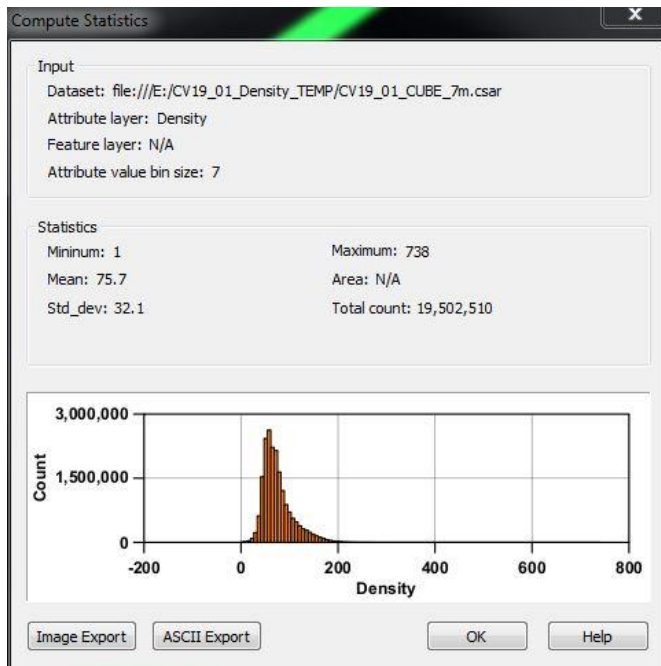 Compute Statistics
x
Input
Dataset: file:///E:/CV19_01_Density_TEMP/CV19_01_CUBE_7m.csar
Attribute layer: Density
Feature layer: N/A
Attribute value bin size: 7
Statistics
Mininum: 1
Maximum: 738
Mean: 75.7
Area: N/A
Std_dev: 32.1
Total count: 19,502,510
3,000,000
1,500,000
0
Count
-200 0 200 400 600 800
Density
Image Export ASCII Export OK Help